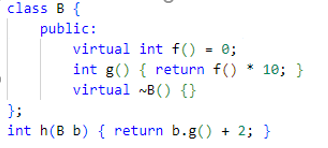 class B {
    public:
        virtual int f() = 0;
        int g() { return f() * 10; }
        virtual ~B() {}
};
int h(B b) { return b.g() + 2; }